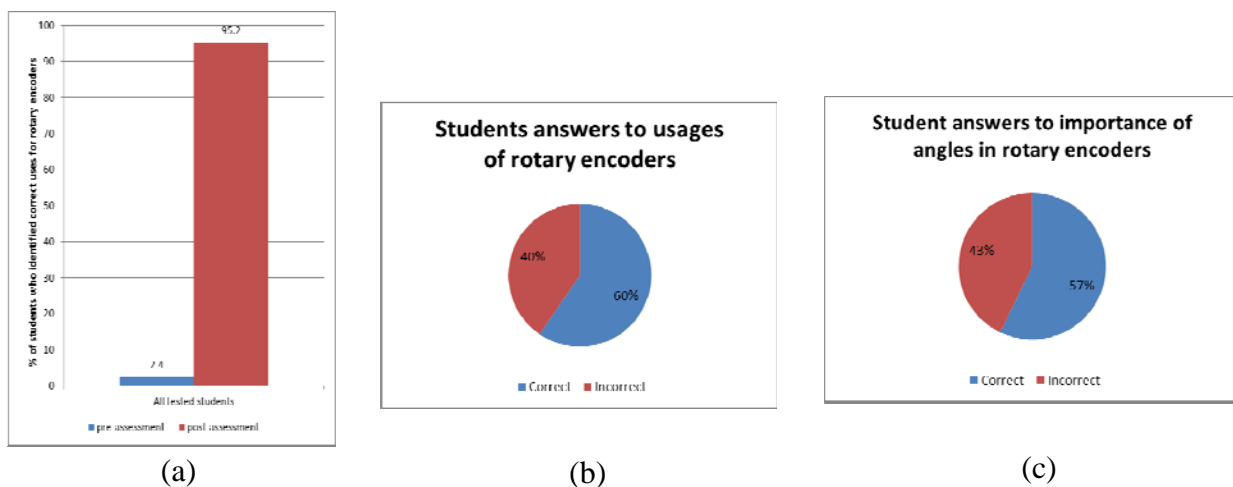 100
90
80
70
60
50
40
30
20
10
0
% of students who identified correct uses for rotary encoders
95.2
2.4
All tested students
pre assessment
post assessment
(a)
Students answers to usages
of rotary encoders
40%
60%
Correct
Incorrect
(b)
Student answers to importance of
angles in rotary encoders
43%
57%
Correct
Incorrect
(c)